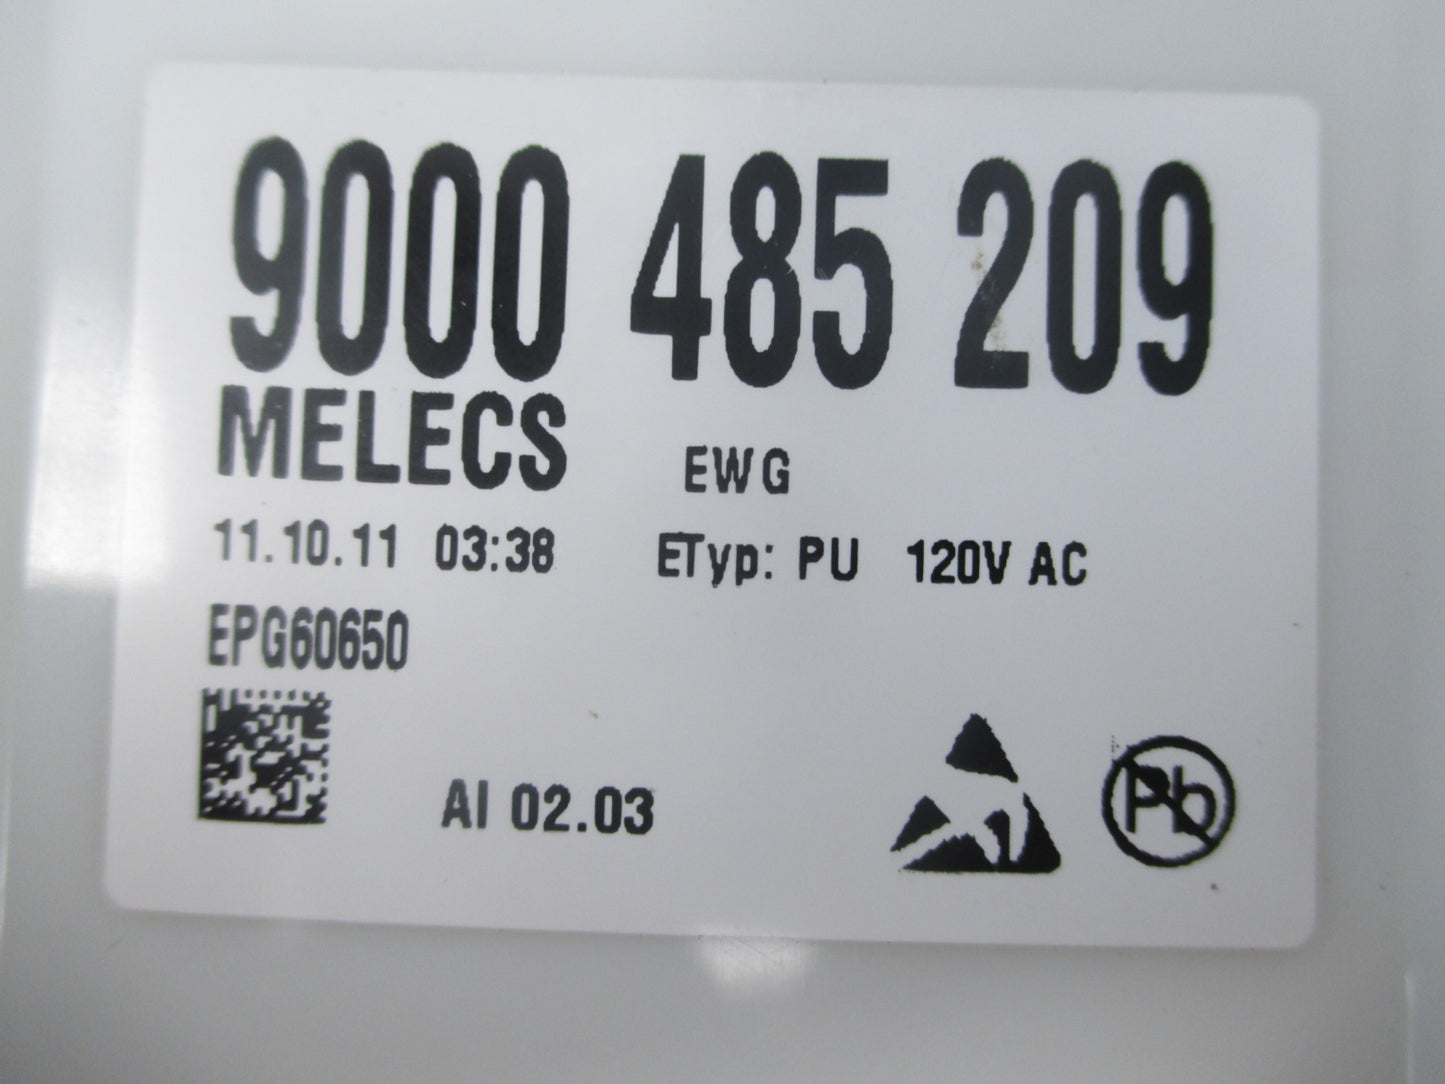 9000 485 209
MELECS EWG
11.10.11 03:38 ETyp: PU 120V AC
EPG60650
AI 02.03
Pb